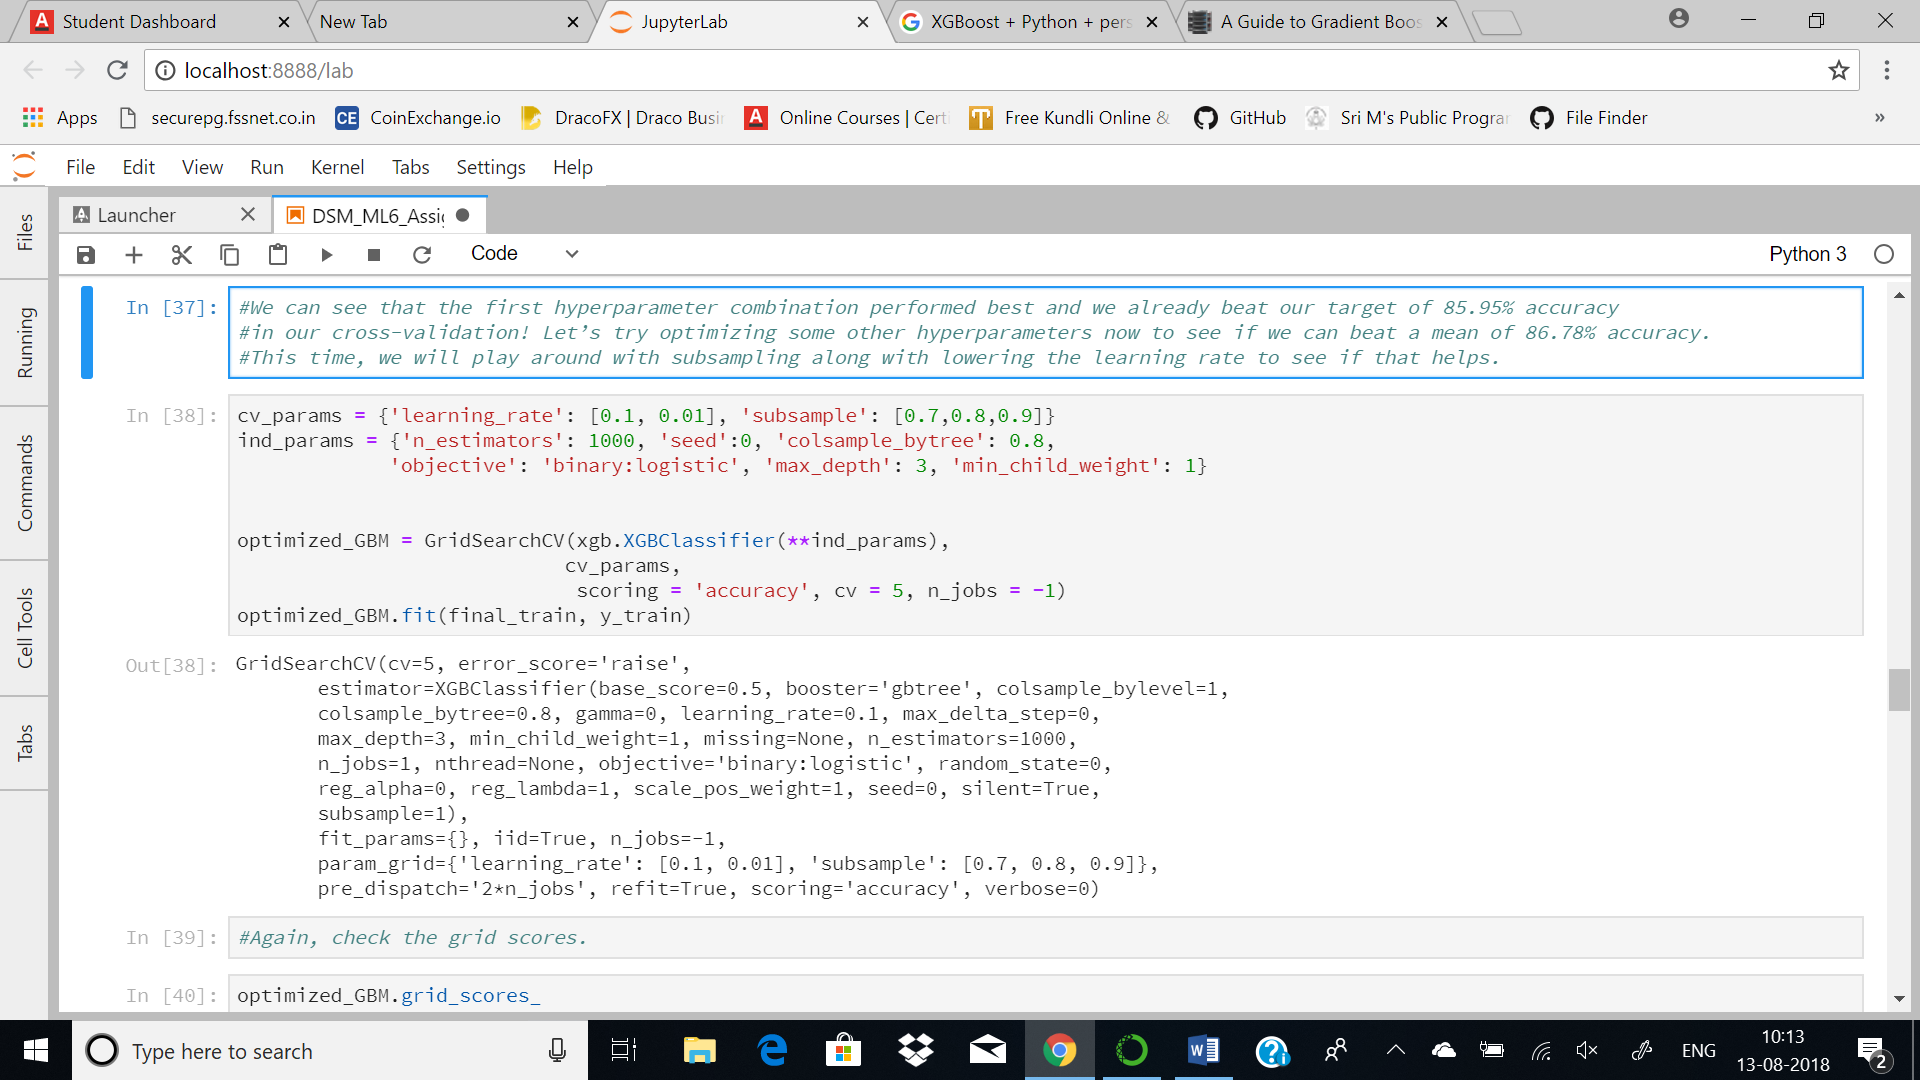 Student Dashboard
New Tab
JupyterLab
XGBoost + Python + pers
A Guide to Gradient Boos
localhost:8888/lab
Apps
securepg.fssnet.co.in
CE
CoinExchange.io
DracoFX | Draco Busi
Online Courses | Certi
Free Kundli Online &
GitHub
Sri M's Public Progra
File Finder
»
File Edit View Run Kernel Tabs Settings Help
Files
Running
Commands
Cell Tools
Tabs
Launcher
DSM_ML6_Assi
Code
Python 3
In [37]:
#We can see that the first hyperparameter combination performed best and we already beat our target of 85.95% accuracy
#in our cross-validation! Let’s try optimizing some other hyperparameters now to see if we can beat a mean of 86.78% accuracy.
#This time, we will play around with subsampling along with lowering the learning rate to see if that helps.
In [38]:
cv_params = {'learning_rate': [0.1, 0.01], 'subsample': [0.7,0.8,0.9]}
ind_params = {'n_estimators': 1000, 'seed':0, 'colsample_bytree': 0.8,
'objective': 'binary:logistic', 'max_depth': 3, 'min_child_weight': 1}
optimized_GBM = GridSearchCV(xgb.XGBClassifier(**ind_params),
cv_params,
scoring = 'accuracy', cv = 5, n_jobs = -1)
optimized_GBM.fit(final_train, y_train)
Out[38]:
GridSearchCV(cv=5, error_score='raise',
estimator=XGBClassifier(base_score=0.5, booster='gbtree', colsample_bylevel=1,
colsample_bytree=0.8, gamma=0, learning_rate=0.1, max_delta_step=0,
max_depth=3, min_child_weight=1, missing=None, n_estimators=1000,
n_jobs=1, nthread=None, objective='binary:logistic', random_state=0,
reg_alpha=0, reg_lambda=1, scale_pos_weight=1, seed=0, silent=True,
subsample=1),
fit_params={}, iid=True, n_jobs=-1,
param_grid={'learning_rate': [0.1, 0.01], 'subsample': [0.7, 0.8, 0.9]},
pre_dispatch='2*n_jobs', refit=True, scoring='accuracy', verbose=0)
In [39]:
#Again, check the grid scores.
In [40]:
optimized_GBM.grid_scores_
Type here to search
ENG
10:13
13-08-2018
2